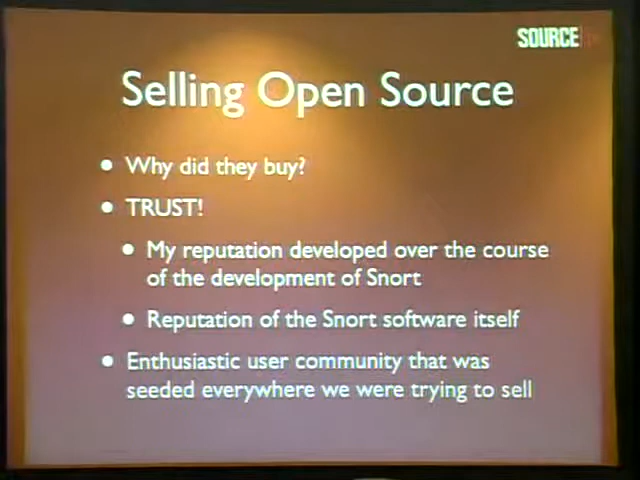 SOURCE
Selling Open Source
• Why did they buy?
• TRUST!
• My reputation developed over the course
of the development of Snort
• Reputation of the Snort software itself
• Enthusiastic user community that was
seeded everywhere we were trying to sell